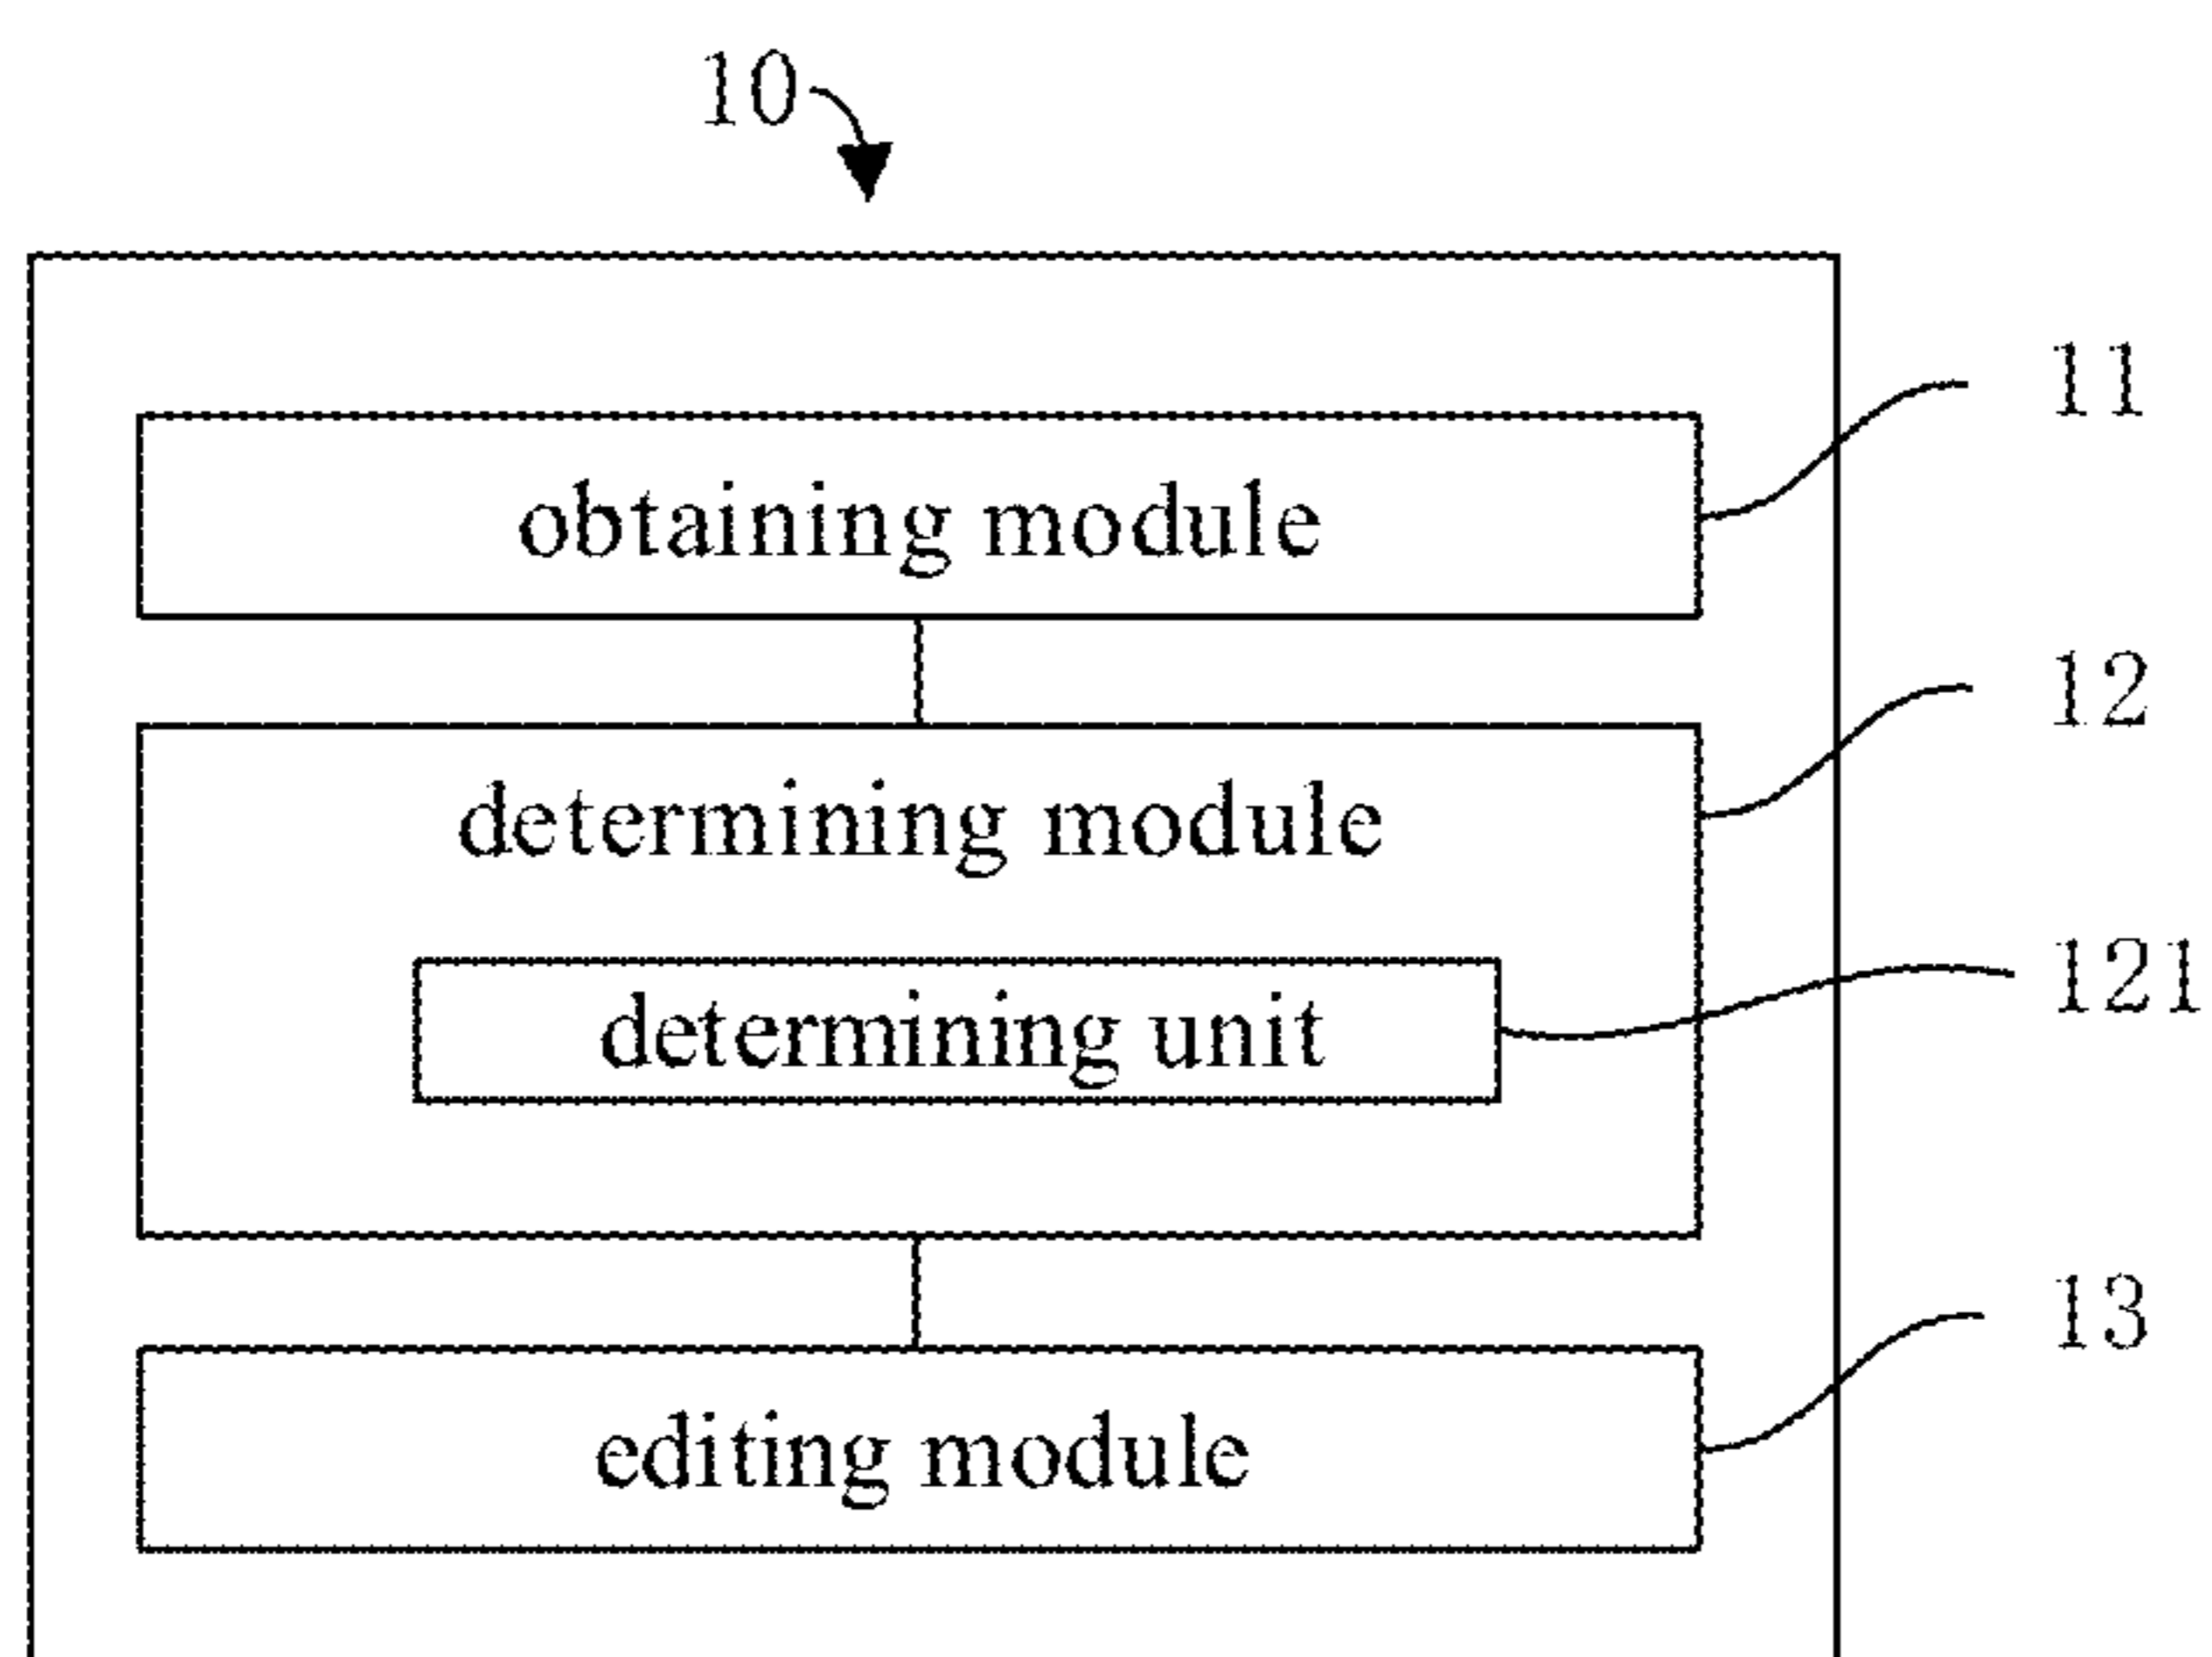 10
11
obtaining module
12
determining module
121
determining unit
13
editing module